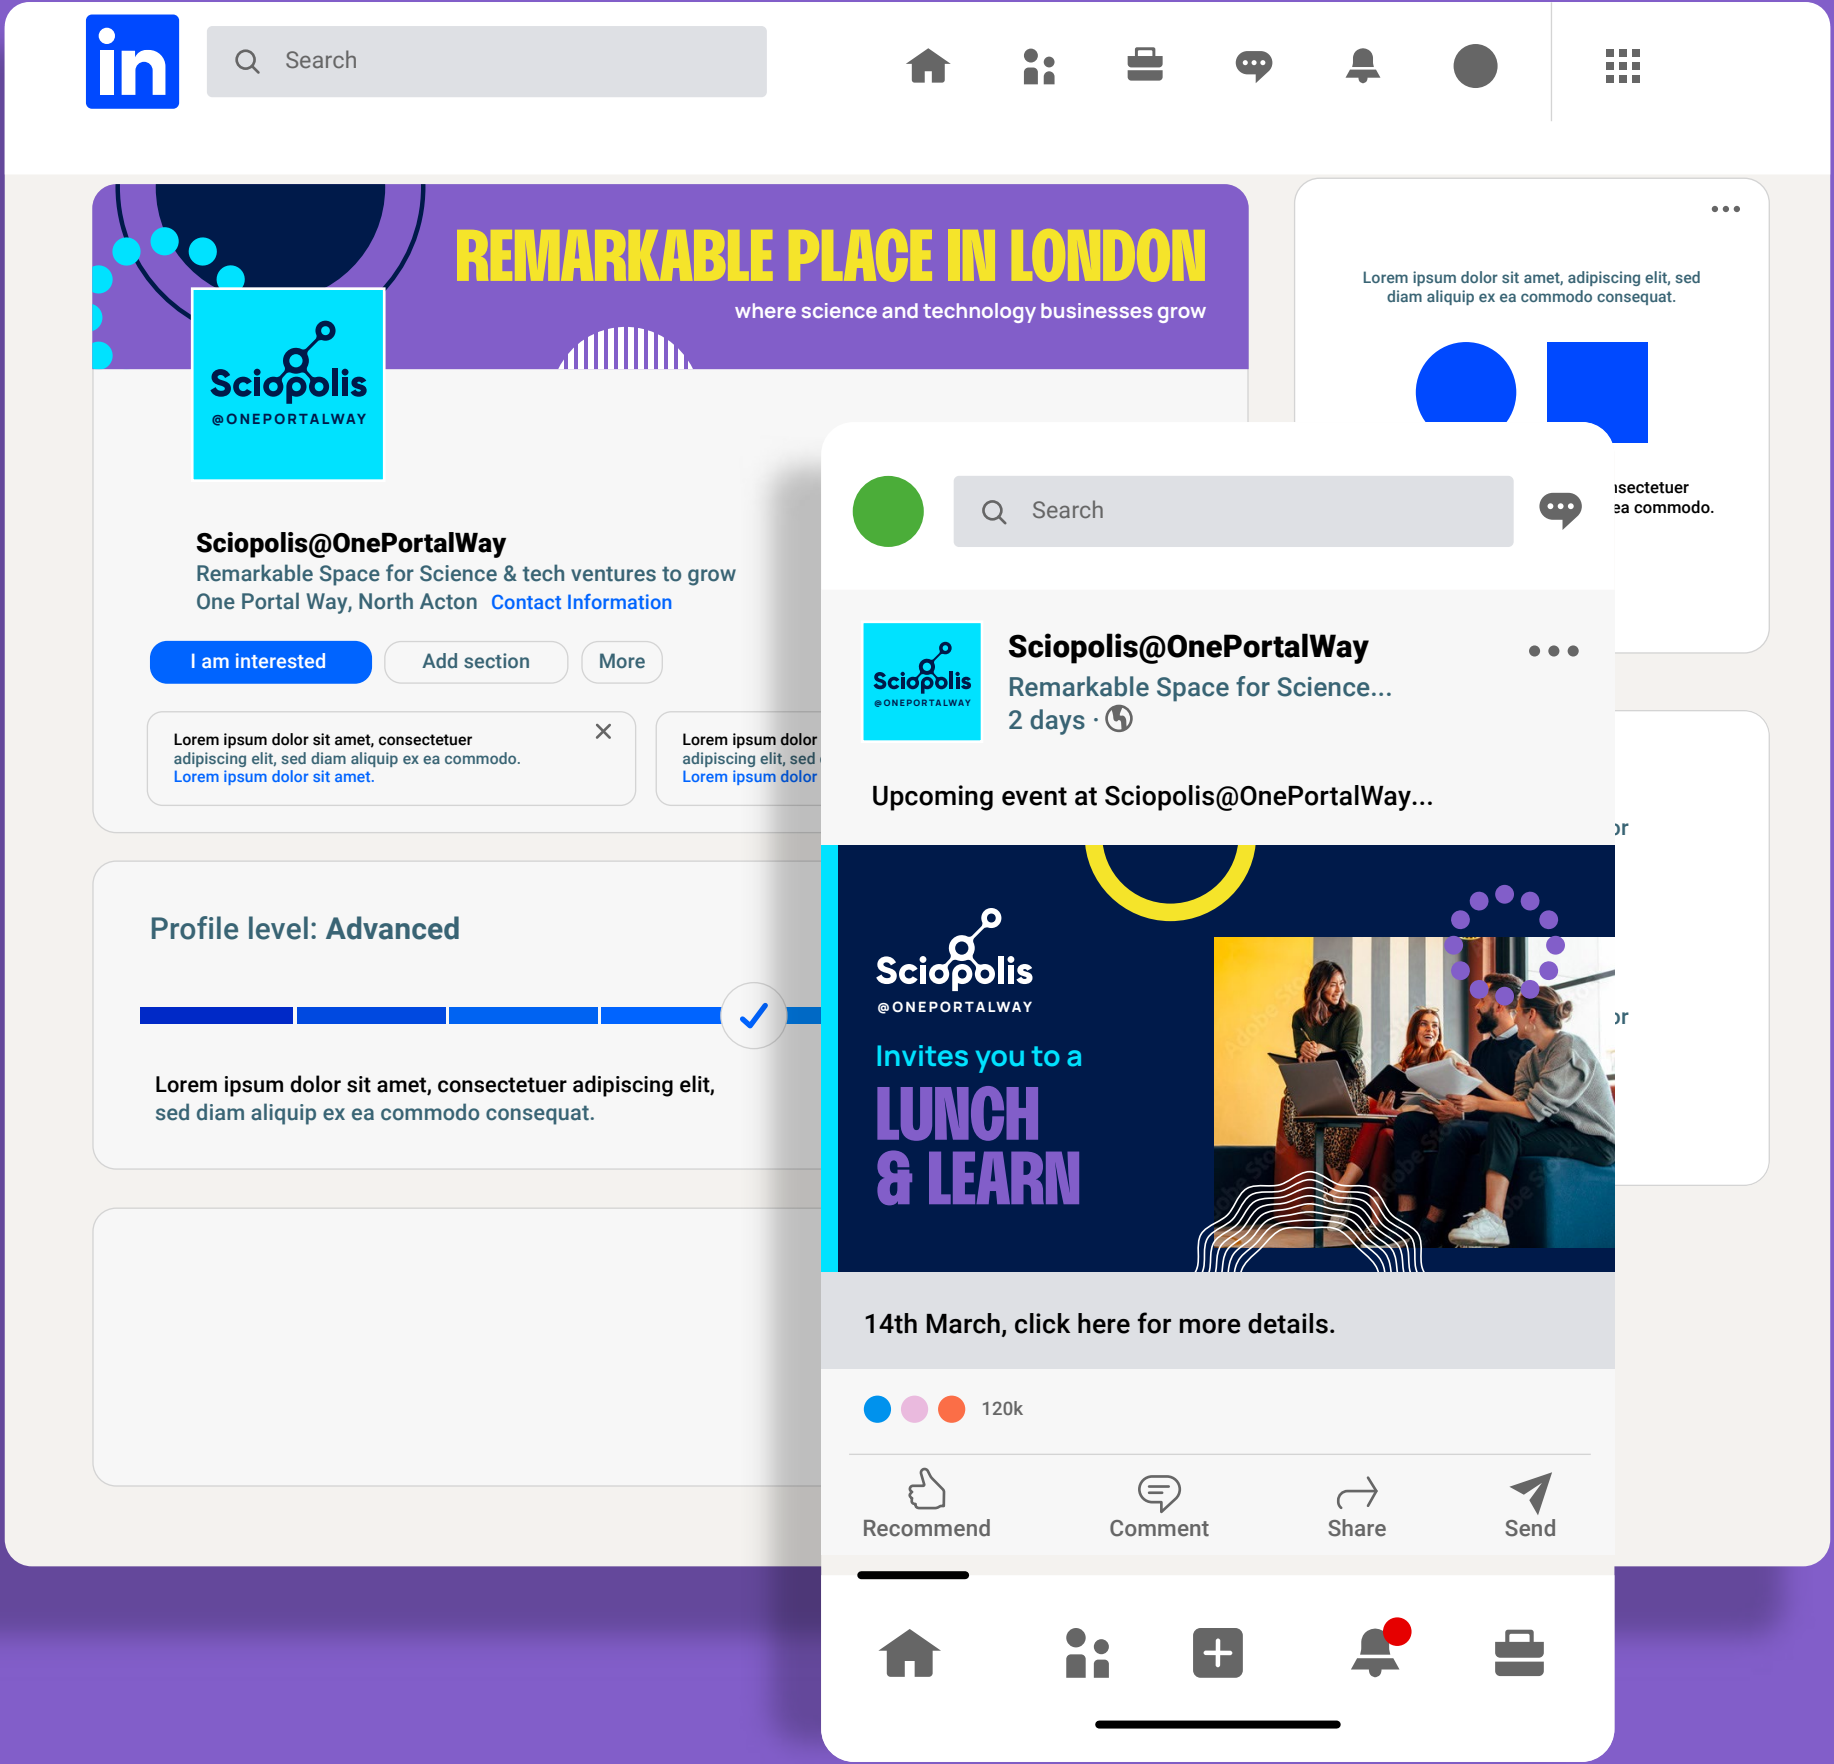 in
Search
REMARKABLE PLACE IN LONDON
where science and technology businesses grow
Sciopolis
@ONEPORTALWAY
Sciopolis@OnePortalWay
Remarkable Space for Science & tech ventures to grow
One Portal Way, North Acton Contact Information
I am interested
Add section
More
Lorem ipsum dolor sit amet, consectetuer
adipiscing elit, sed diam aliquip ex ea commodo.
Lorem ipsum dolor sit amet.
Lorem ipsum dolor
adipiscing elit, sed
Lorem ipsum dolor
Profile level: Advanced
Lorem ipsum dolor sit amet, consectetuer adipiscing elit,
sed diam aliquip ex ea commodo consequat.
Lorem ipsum dolor sit amet, adipiscing elit, sed
diam aliquip ex ea commodo consequat.
nsectetuer
ea commodo.
or
or
Search
Sciopolis
@ONEPORTALWAY
Sciopolis@OnePortalWay
Remarkable Space for Science...
2 days ·
Upcoming event at Sciopolis@OnePortalWay...
Sciopolis
@ONEPORTALWAY
Invites you to a
LUNCH
& LEARN
14th March, click here for more details.
120k
Recommend
Comment
Share
Send